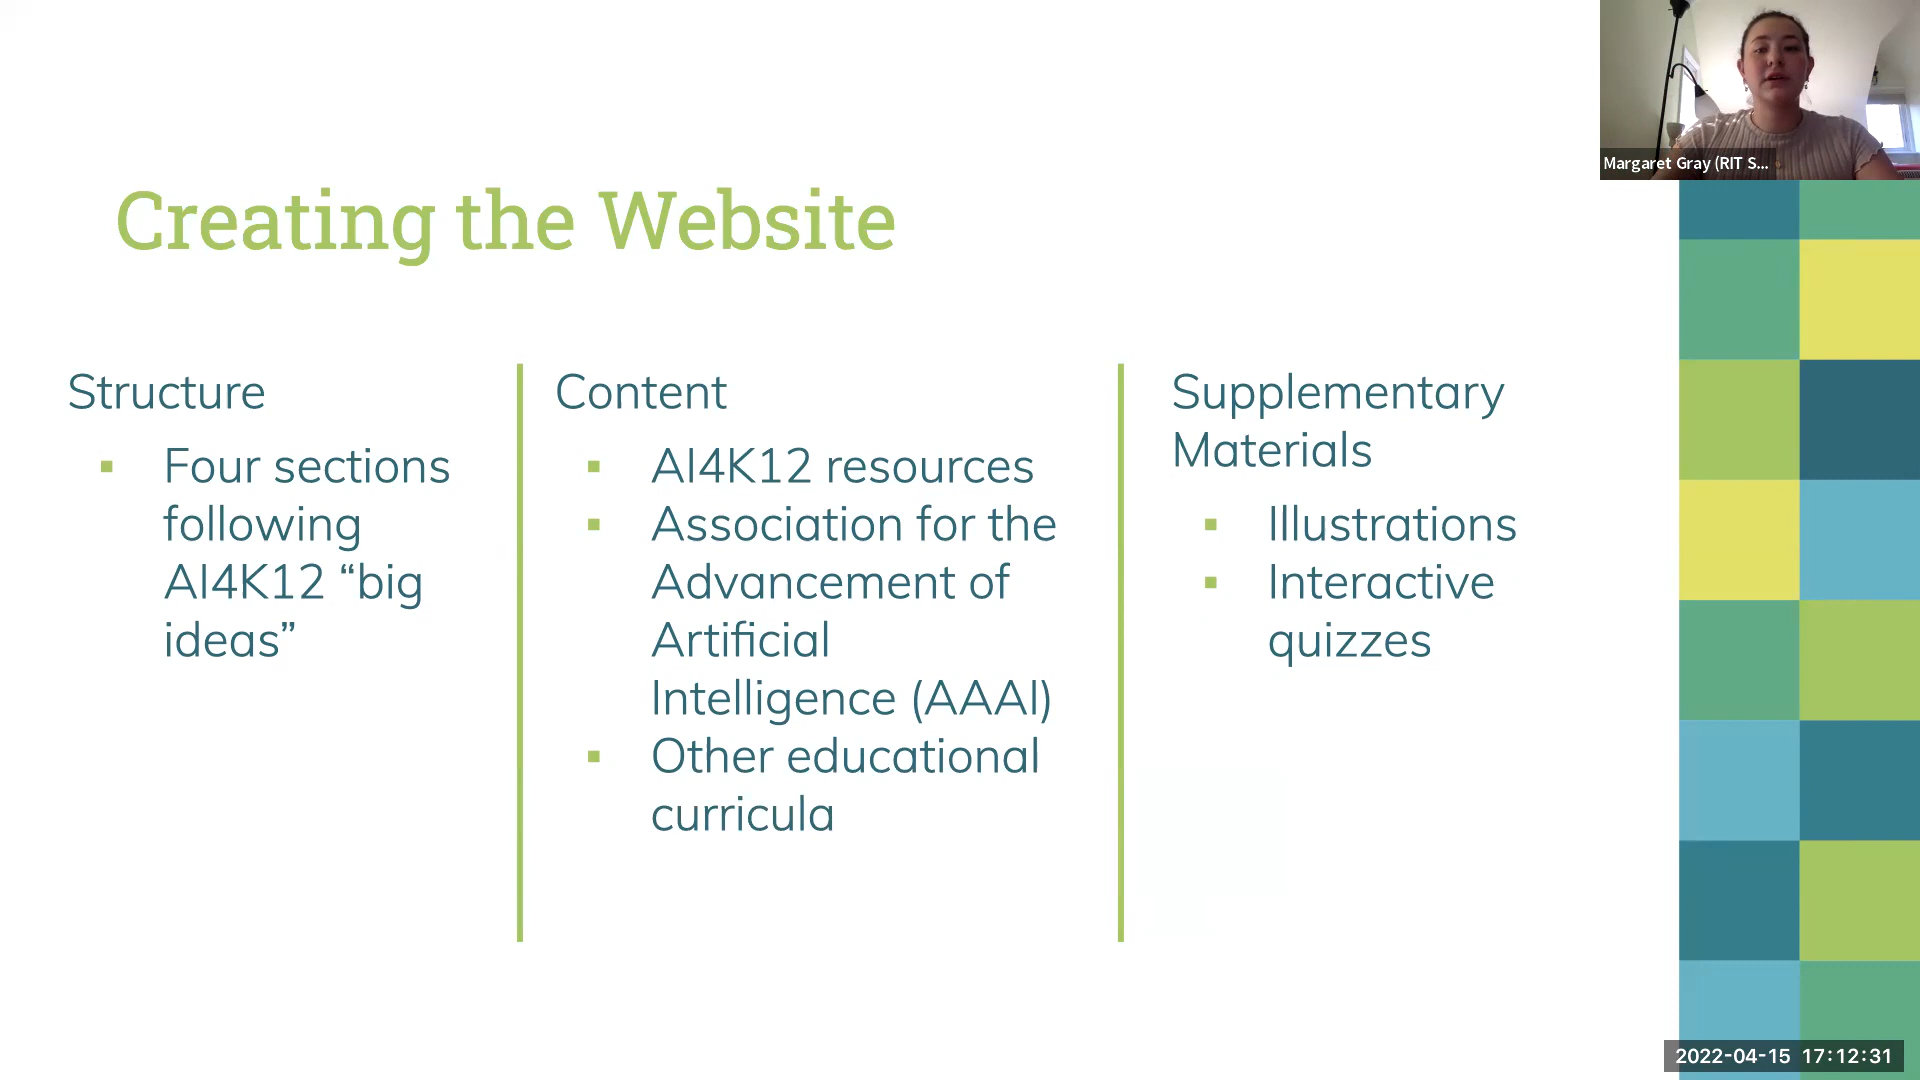 Margaret Gray (RIT S...
Creating the Website
Structure
▪ Four sections
following
AI4K12 “big
ideas”
Content
▪ AI4K12 resources
▪ Association for the
Advancement of
Artificial
Intelligence (AAAI)
▪ Other educational
curricula
Supplementary
Materials
▪ Illustrations
▪ Interactive
quizzes
2022-04-15 17:12:31